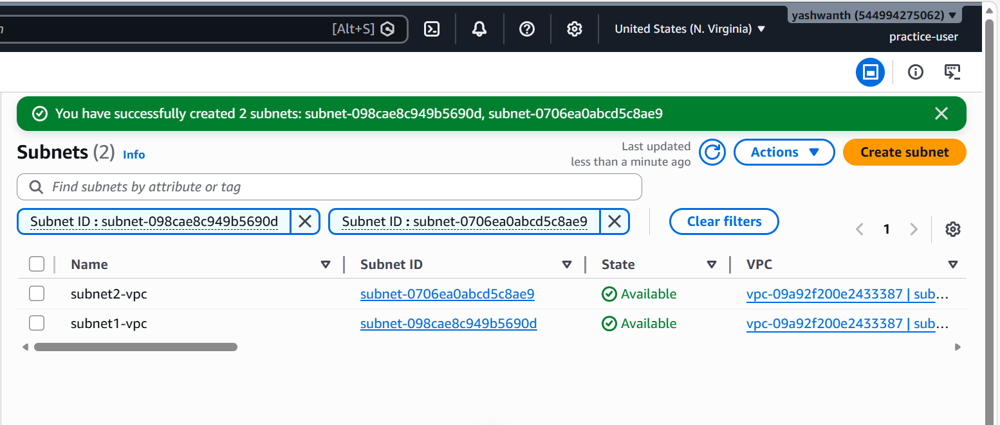 [Alt+S]
United States (N. Virginia)
yashwanth (544994275062)
practice-user
You have successfully created 2 subnets: subnet-098cae8c949b5690d, subnet-0706ea0abcd5c8ae9
Subnets (2) Info
Last updated
less than a minute ago
Actions
Create subnet
Find subnets by attribute or tag
Subnet ID : subnet-098cae8c949b5690d
Subnet ID : subnet-0706ea0abcd5c8ae9
Clear filters
1
Name Subnet ID State VPC
subnet2-vpc subnet-0706ea0abcd5c8ae9 Available vpc-09a92f200e2433387 | sub...
subnet1-vpc subnet-098cae8c949b5690d Available vpc-09a92f200e2433387 | sub...